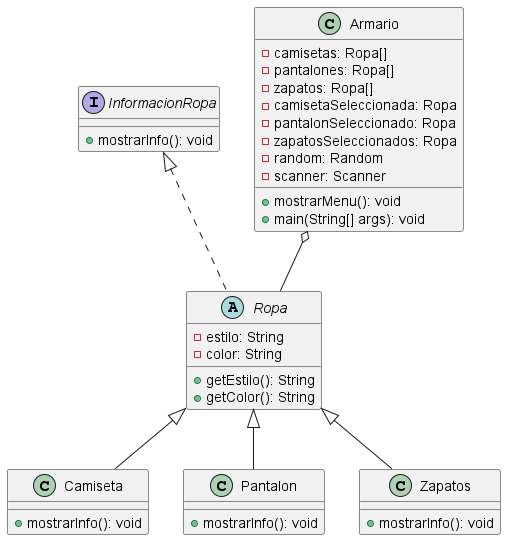 C Armario
camisetas: Ropa[]
pantalones: Ropa[]
zapatos: Ropa[]
camisetaSeleccionada: Ropa
pantalonSeleccionado: Ropa
zapatosSeleccionados: Ropa
random: Random
scanner: Scanner
mostrarMenu(): void
main(String[] args): void
I InformacionRopa
mostrarInfo(): void
A Ropa
estilo: String
color: String
getEstilo(): String
getColor(): String
C Camiseta
mostrarInfo(): void
C Pantalon
mostrarInfo(): void
C Zapatos
mostrarInfo(): void